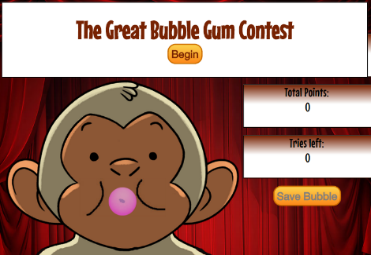 The Great Bubble Gum Contest
Begin
Total Points:
0
Tries left:
0
Save Bubble